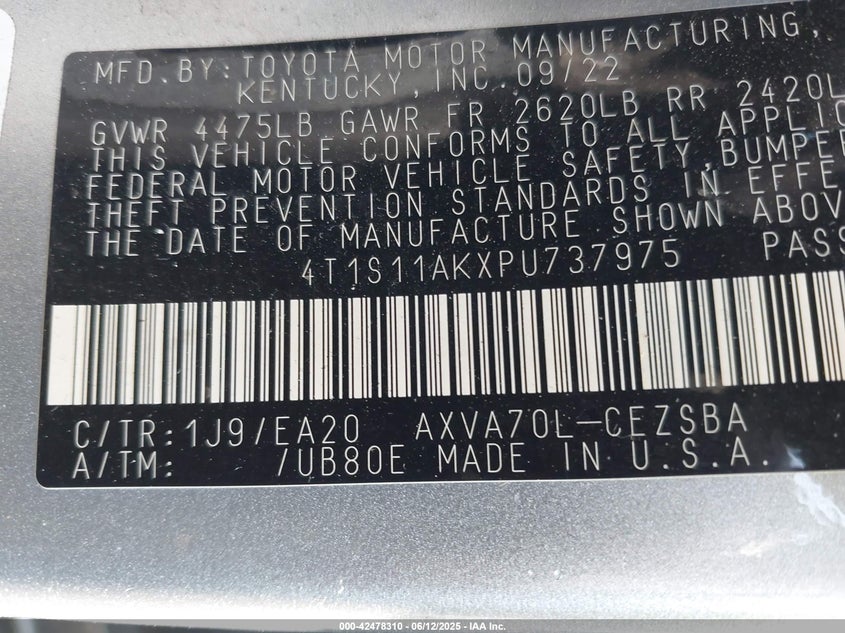 MFD. BY: TOYOTA MOTOR MANUFACTURING,
KENTUCKY, INC. 09/22
GVWR 4475LB GAWR FR 2620LB RR 2420L
THIS VEHICLE CONFORMS TO ALL APPLIC
FEDERAL MOTOR VEHICLE SAFETY, BUMPER
THEFT PREVENTION STANDARDS IN EFFE
THE DATE OF MANUFACTURE SHOWN ABOV
4T1S11AKXPU737975 PASS
C/TR: 1J9/EA20 AXVA70L-CEZSBA
A/TM: /UB80E MADE IN U.S.A.
000-42478310 - 06/12/2025 - IAA Inc.